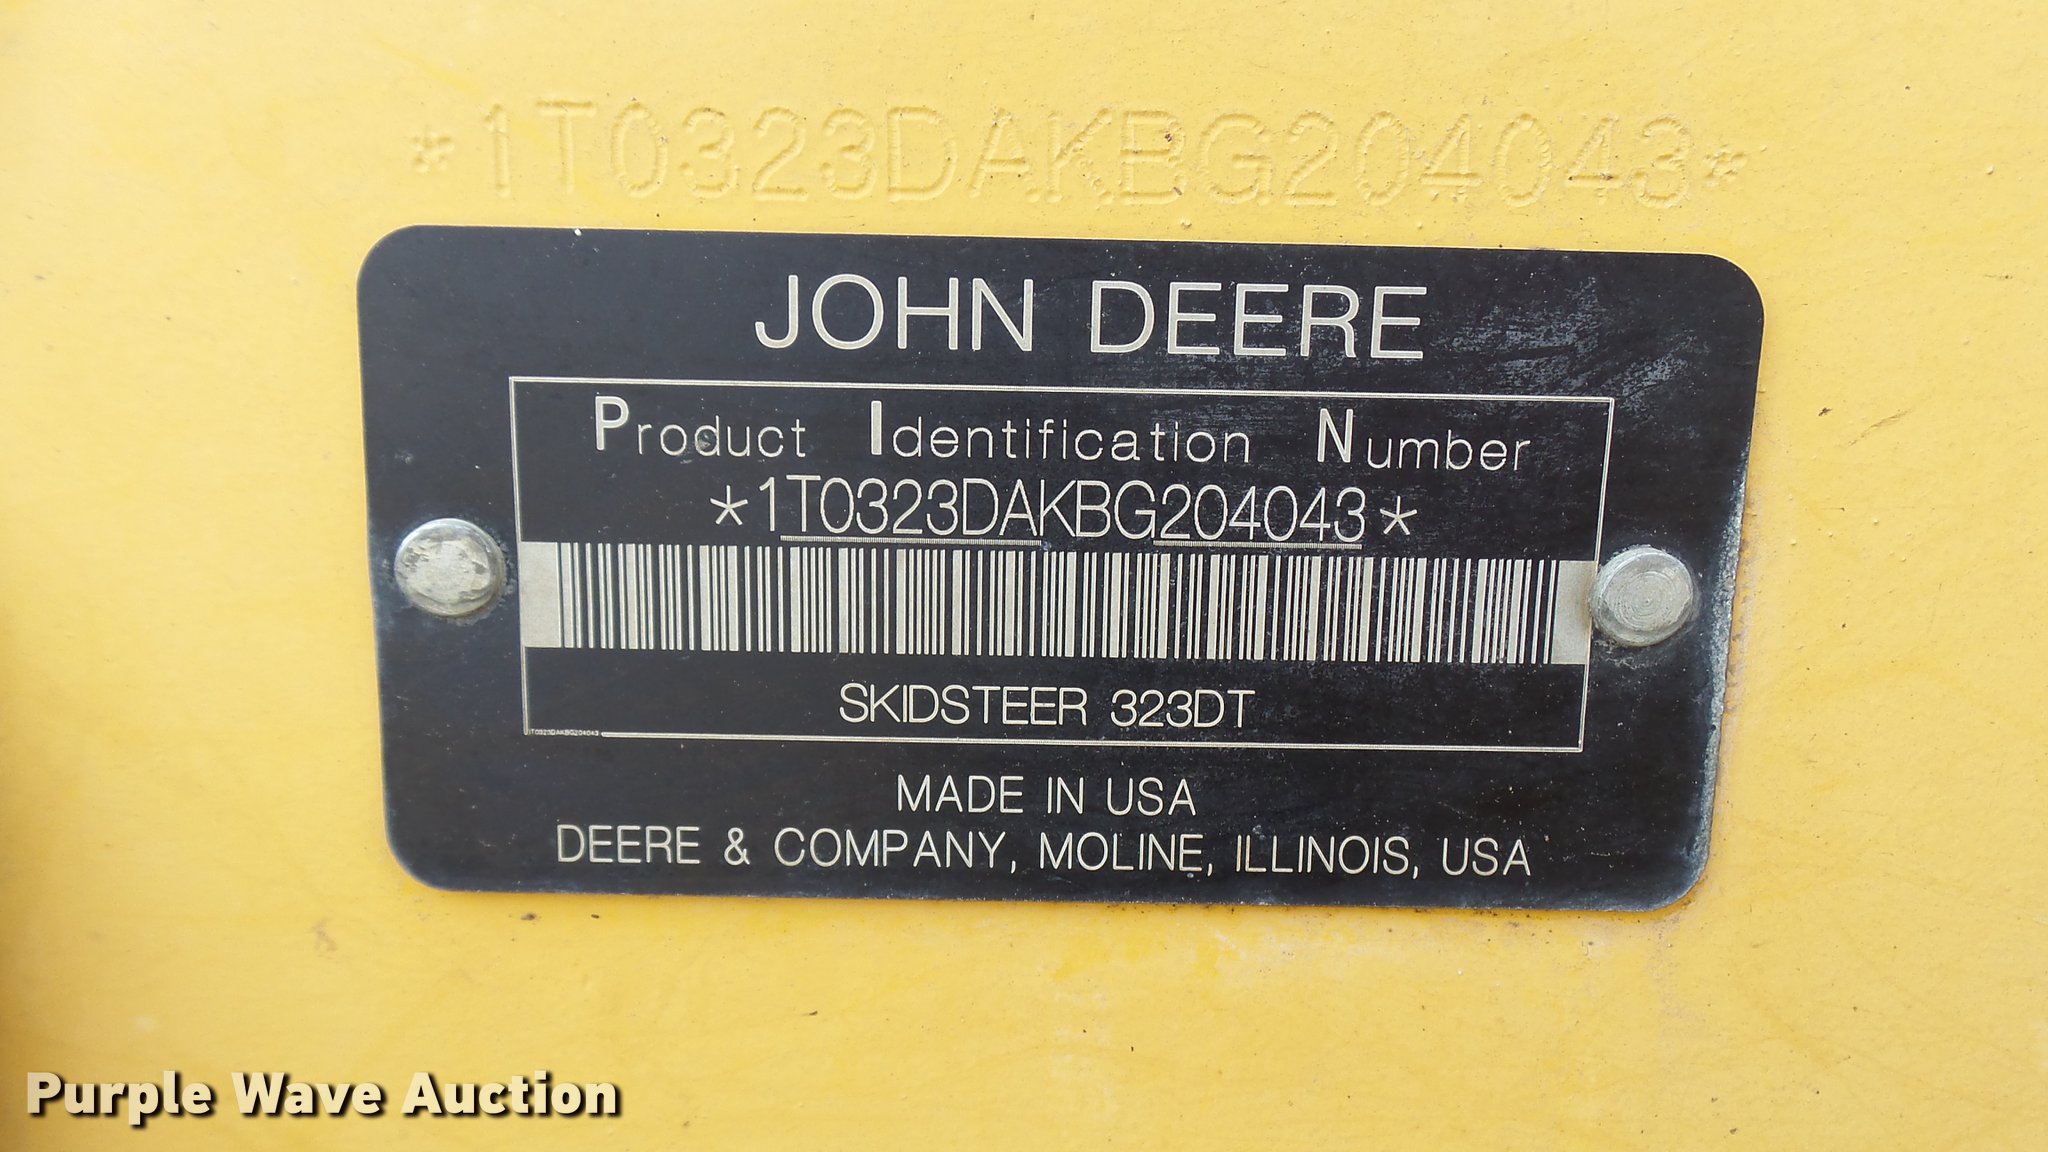 *1T0323DAKBG204043*
JOHN DEERE
Product Identification Number
*1T0323DAKBG204043*
SKIDSTEER 323DT
1T0323DAKBG204043
MADE IN USA
DEERE & COMPANY, MOLINE, ILLINOIS, USA
Purple Wave Auction